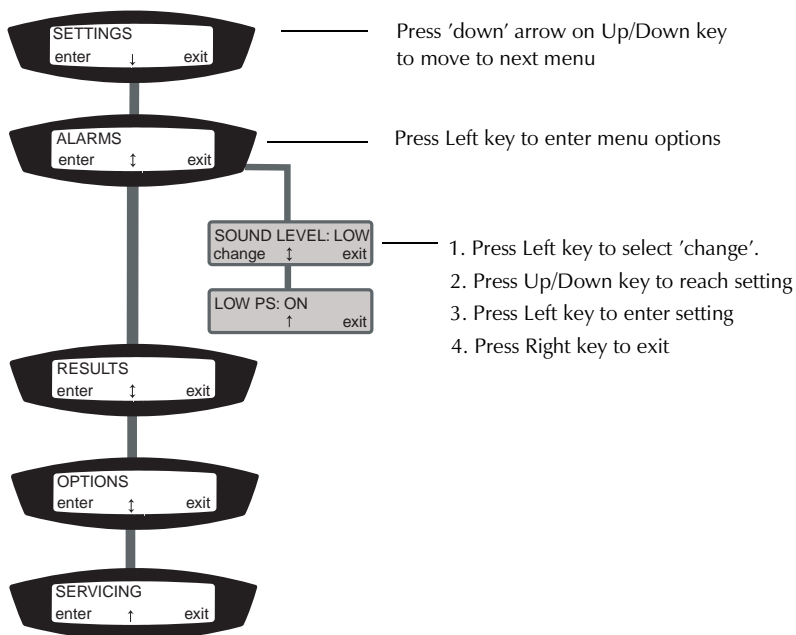 SETTINGS
enter ↓ exit
Press 'down' arrow on Up/Down key
to move to next menu
ALARMS
enter ↕ exit
Press Left key to enter menu options
SOUND LEVEL: LOW
change ↕ exit
1. Press Left key to select 'change'.
2. Press Up/Down key to reach setting
3. Press Left key to enter setting
4. Press Right key to exit
LOW PS: ON
↑ exit
RESULTS
enter ↕ exit
OPTIONS
enter ↕ exit
SERVICING
enter ↑ exit